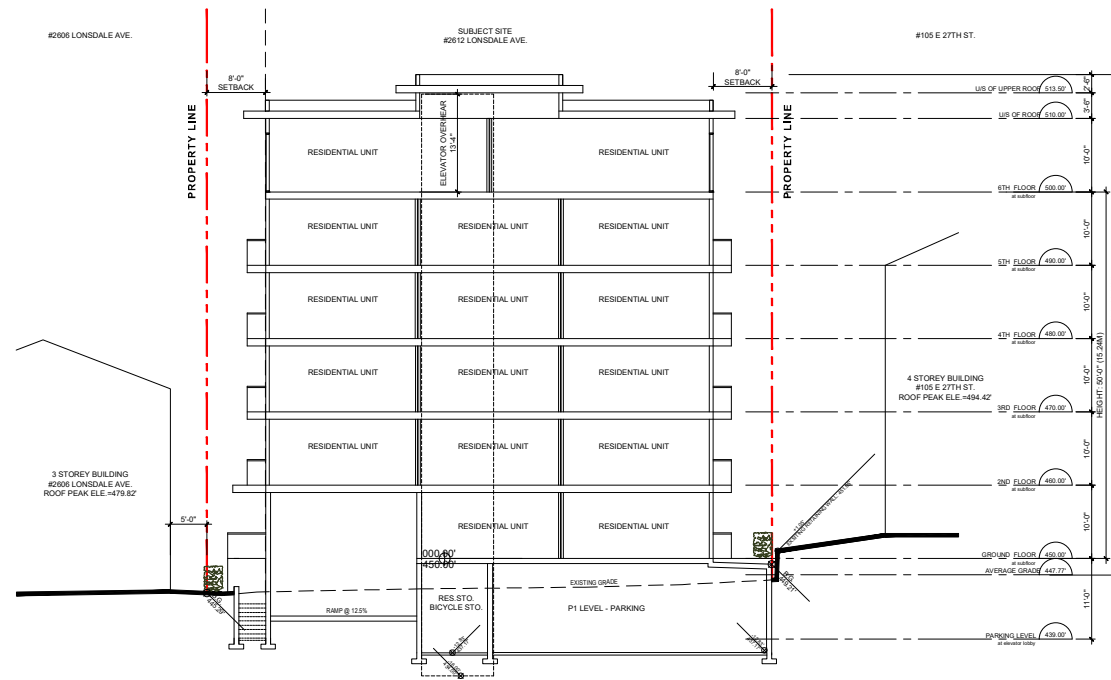 #2606 LONSDALE AVE.
SUBJECT SITE
#2612 LONSDALE AVE.
#105 E 27TH ST.
8'-0"
SETBACK
8'-0"
SETBACK
PROPERTY LINE
PROPERTY LINE
ELEVATOR OVERHEAR
13'-4"
U/S OF UPPER ROOF 513.50'
2'-6"
3'-6"
U/S OF ROOF 510.00'
10'-0"
RESIDENTIAL UNIT
RESIDENTIAL UNIT
6TH FLOOR 500.00'
at subfloor
RESIDENTIAL UNIT
RESIDENTIAL UNIT
RESIDENTIAL UNIT
10'-0"
5TH FLOOR 490.00'
at subfloor
RESIDENTIAL UNIT
RESIDENTIAL UNIT
RESIDENTIAL UNIT
10'-0"
4TH FLOOR 480.00'
at subfloor
HEIGHT: 50'-0" (15.24M)
RESIDENTIAL UNIT
RESIDENTIAL UNIT
RESIDENTIAL UNIT
10'-0"
4 STOREY BUILDING
#105 E 27TH ST.
ROOF PEAK ELE.=494.42'
3RD FLOOR 470.00'
at subfloor
RESIDENTIAL UNIT
RESIDENTIAL UNIT
RESIDENTIAL UNIT
10'-0"
3 STOREY BUILDING
#2606 LONSDALE AVE.
ROOF PEAK ELE.=479.82'
2ND FLOOR 460.00'
at subfloor
5'-0"
RESIDENTIAL UNIT
RESIDENTIAL UNIT
10'-0"
000.00'
450.00'
GROUND FLOOR 450.00'
at subfloor
AVERAGE GRADE 447.77'
EXISTING GRADE
B.G.
445.29'
RES.STO.
BICYCLE STO.
P1 LEVEL - PARKING
RAMP @ 12.5%
11'-0"
PARKING LEVEL 439.00'
at elevator lobby